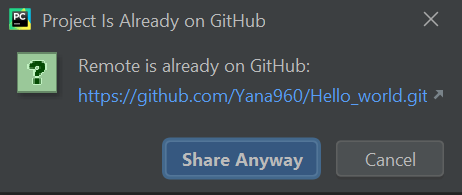 PC
Project Is Already on GitHub
?
Remote is already on GitHub:
https://github.com/Yana960/Hello_world.git
Share Anyway
Cancel